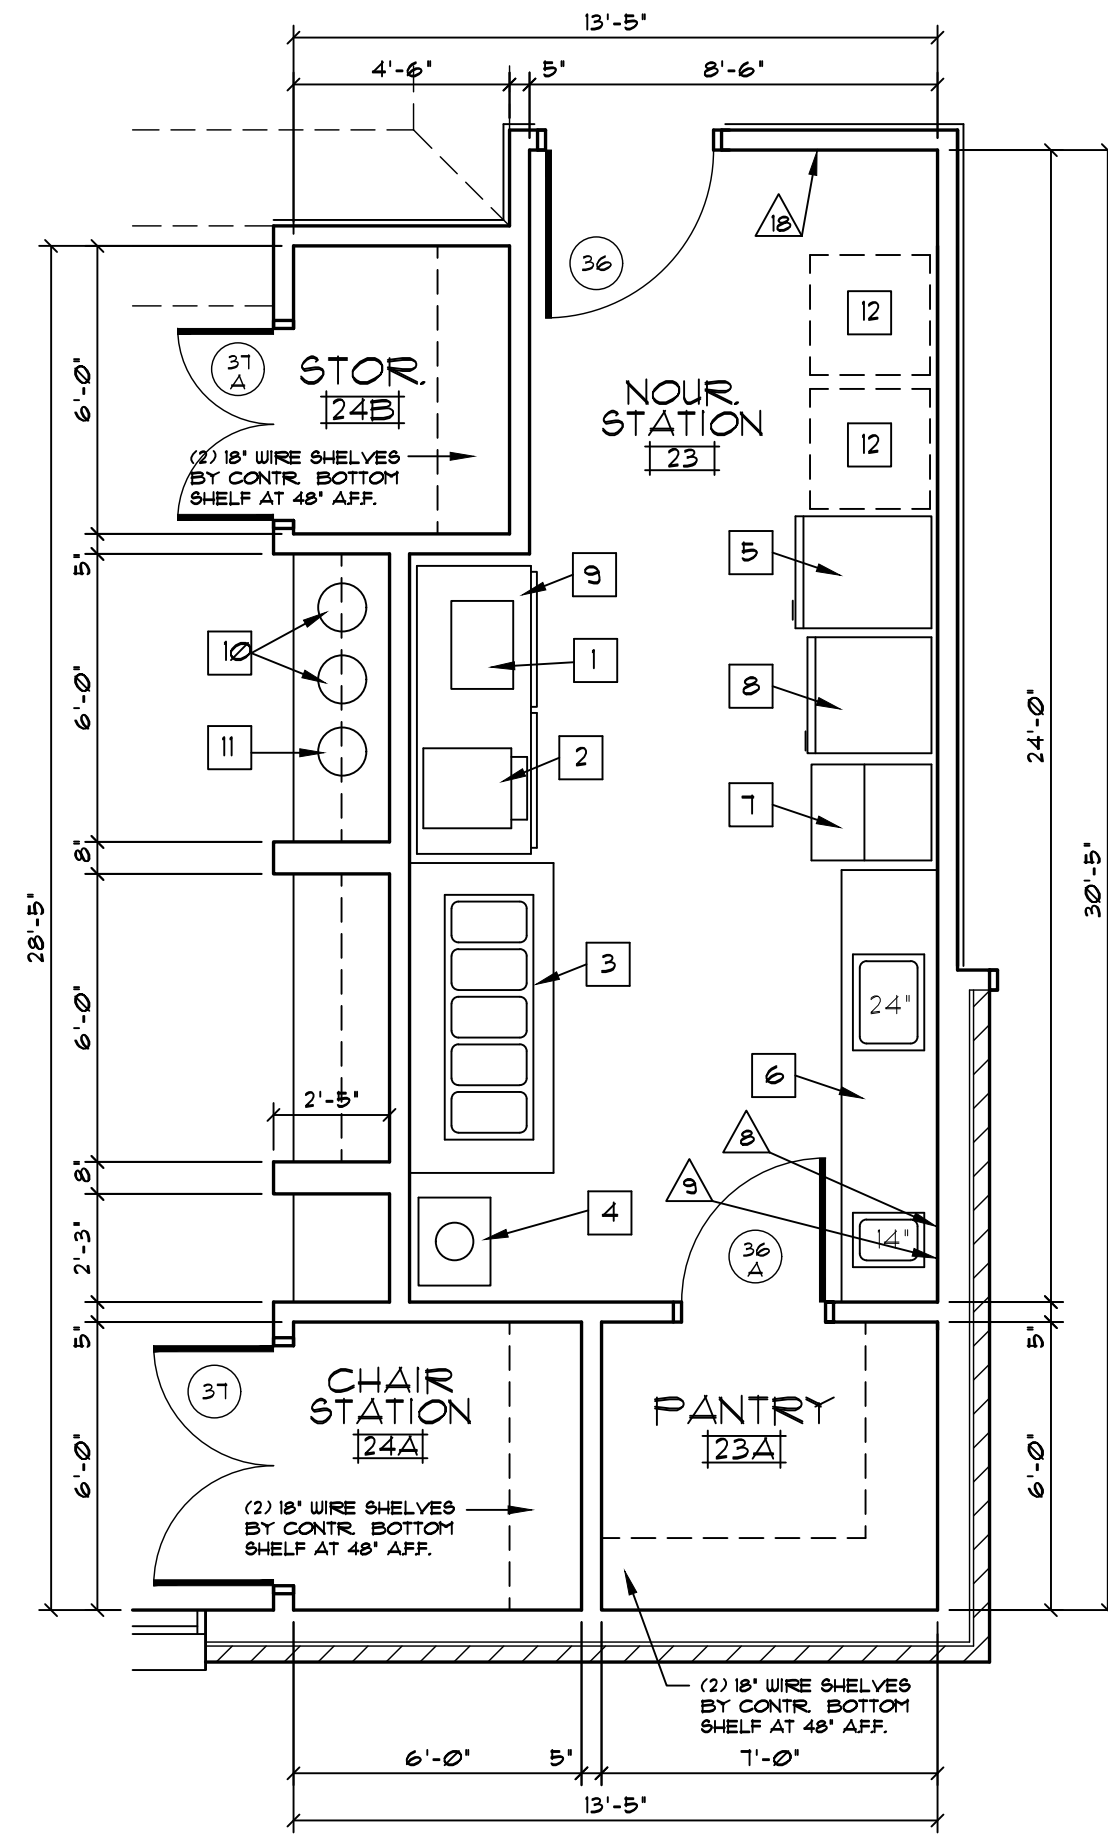 13'-5"
4'-6" 5" 8'-6"
18
36
12
37
A
STOR.
24B
NOUR.
STATION
23
12
(2) 18" WIRE SHELVES
BY CONTR. BOTTOM
SHELF AT 48" A.F.F.
6'-0"
5"
5
9
10
1
8
6'-0"
24'-0"
11
2
7
8"
30'-5"
28'-5"
3
24"
6'-0"
6
2'-5"
8
8"
9
4
2'-3"
14"
36
A
5"
5"
37
CHAIR
STATION
24A
PANTRY
23A
6'-0"
6'-0"
(2) 18" WIRE SHELVES
BY CONTR. BOTTOM
SHELF AT 48" A.F.F.
(2) 18" WIRE SHELVES
BY CONTR. BOTTOM
SHELF AT 48" A.F.F.
6'-0" 5" 7'-0"
13'-5"